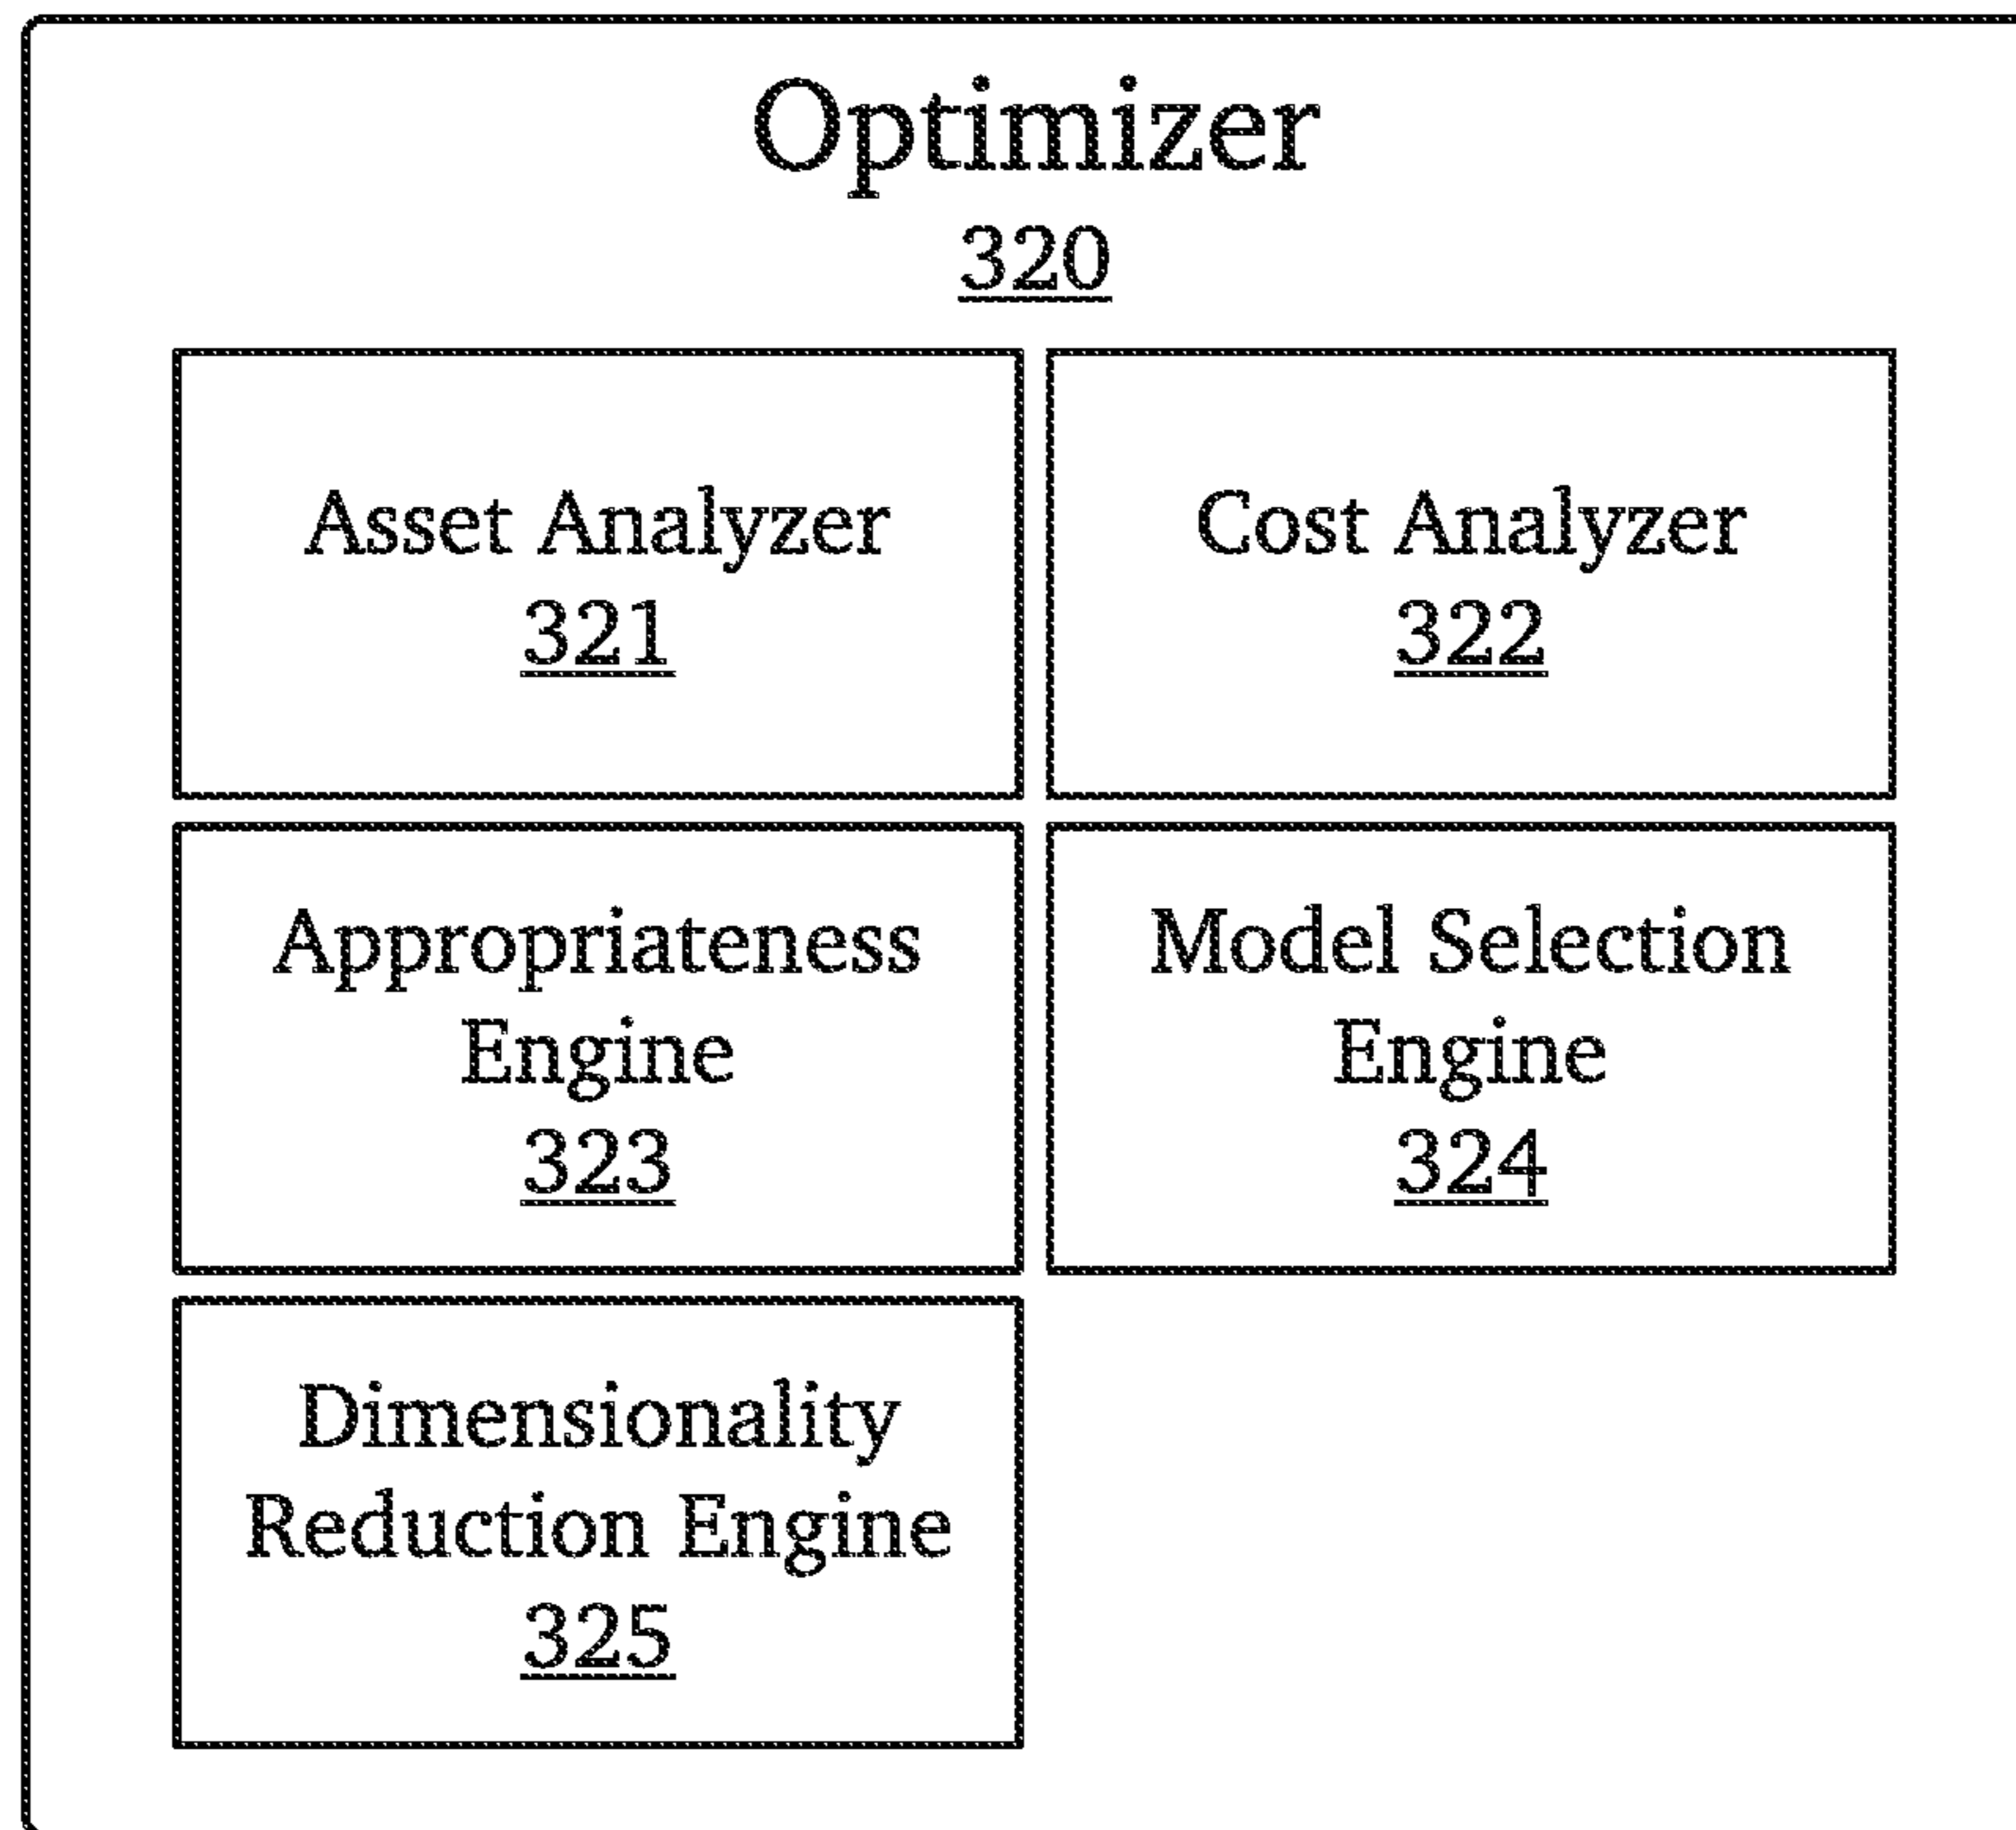 Optimizer
320
Asset Analyzer
321
Cost Analyzer
322
Appropriateness
Engine
323
Model Selection
Engine
324
Dimensionality
Reduction Engine
325